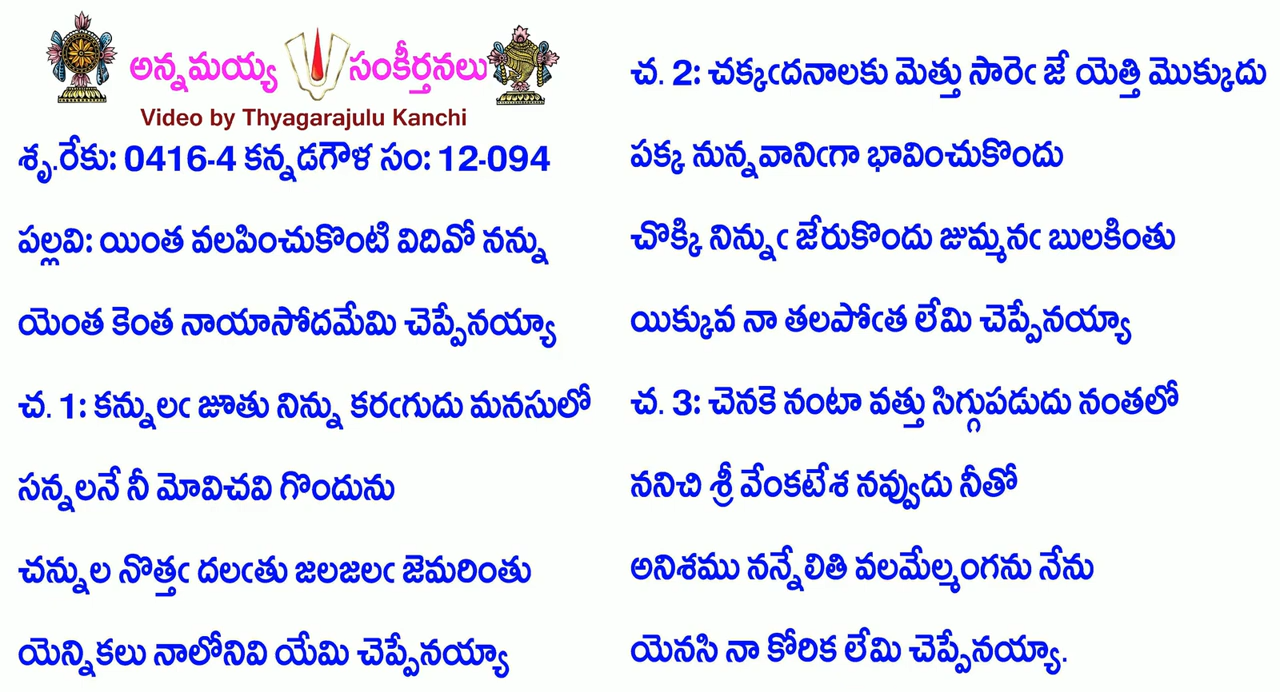 అన్నమయ్య సంకీర్తనలు
Video by Thyagarajulu Kanchi
శృ.రేకు: 0416-4 కన్నడగౌళ సం: 12-094
పల్లవి: యింత వలపించుకొంటి విదివో నన్ను
యెంత కెంత నాయాసోదమేమి చెప్పేనయ్యా
చ. 1: కన్నులఁ జూతు నిన్ను కరఁగుదు మనసులో
సన్నలనే నీ మోవిచవి గొందును
చన్నుల నొత్తఁ దలఁతు జలజలఁ జెమరింతు
యెన్నికలు నాలోనివి యేమి చెప్పేనయ్యా
చ. 2: చక్కఁదనాలకు మెత్తు సారెఁ జే యెత్తి మొక్కుదు
పక్క నున్నవానిఁగా భావించుకొందు
చొక్కి నిన్నుఁ జేరుకొందు జుమ్మనఁ బులకింతు
యిక్కువ నా తలపోఁత లేమి చెప్పేనయ్యా
చ. 3: చెనకె నంటా వత్తు సిగ్గుపడుదు నంతలో
ననిచి శ్రీ వేంకటేశ నవ్వుదు నీతో
అనిశము నన్నేలితి వలమేల్మంగను నేను
యెనసి నా కోరిక లేమి చెప్పేనయ్యా.